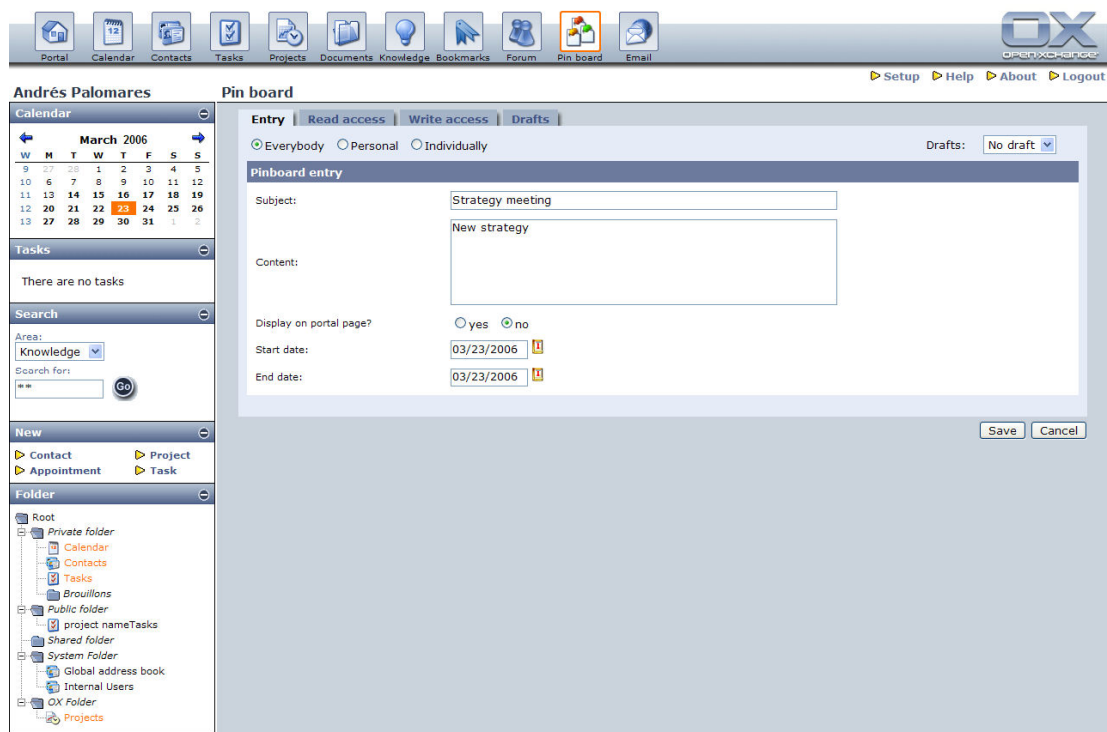 Portal Calendar Contacts Tasks Projects Documents Knowledge Bookmarks Forum Pin board Email
OX
OPEN XCHANGE
Setup Help About Logout
Andrés Palomares
Pin board
Calendar
March 2006
W M T W T F S S
9 27 28 1 2 3 4 5
10 6 7 8 9 10 11 12
11 13 14 15 16 17 18 19
12 20 21 22 23 24 25 26
13 27 28 29 30 31 1 2
Tasks
There are no tasks
Search
Area:
Knowledge
Search for:
**
Go
New
Contact Project
Appointment Task
Folder
Root
Private folder
Calendar
Contacts
Tasks
Brouillons
Public folder
project nameTasks
Shared folder
System Folder
Global address book
Internal Users
OX Folder
Projects
Entry | Read access | Write access | Drafts |
Everybody Personal Individually Drafts: No draft
Pinboard entry
Subject: Strategy meeting
Content: New strategy
Display on portal page? yes no
Start date: 03/23/2006
End date: 03/23/2006
Save Cancel